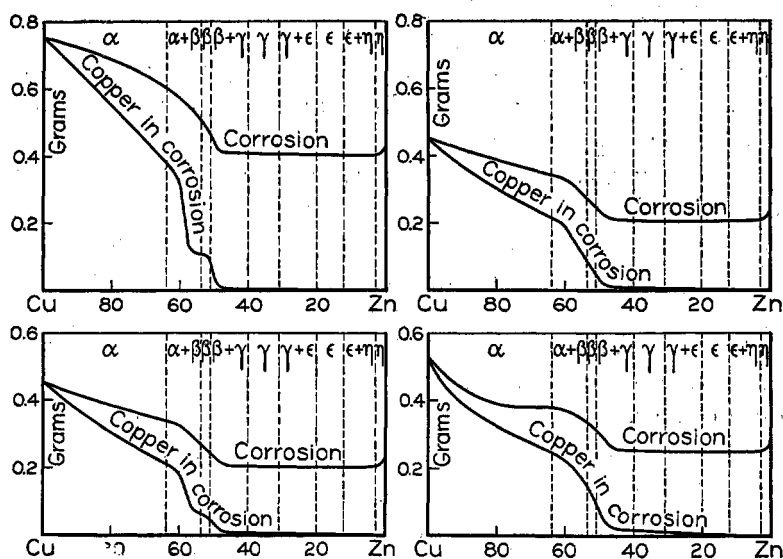 0.8
α α+β β β+γ γ γ+ε ε ε+η η
0.6
0.4
0.2
Grams
Copper in corrosion
Corrosion
Cu 80 60 40 20 Zn
0.8
α α+β β β+γ γ γ+ε ε ε+η η
0.6
0.4
0.2
Grams
Copper in corrosion
Corrosion
Cu 80 60 40 20 Zn
0.6
α α+β β β+γ γ γ+ε ε ε+η η
0.4
0.2
Grams
Copper in corrosion
Corrosion
Cu 60 40 20 Zn
0.6
α α+β β β+γ γ γ+ε ε ε+η η
0.4
0.2
Grams
Copper in corrosion
Corrosion
Cu 80 60 40 20 Zn